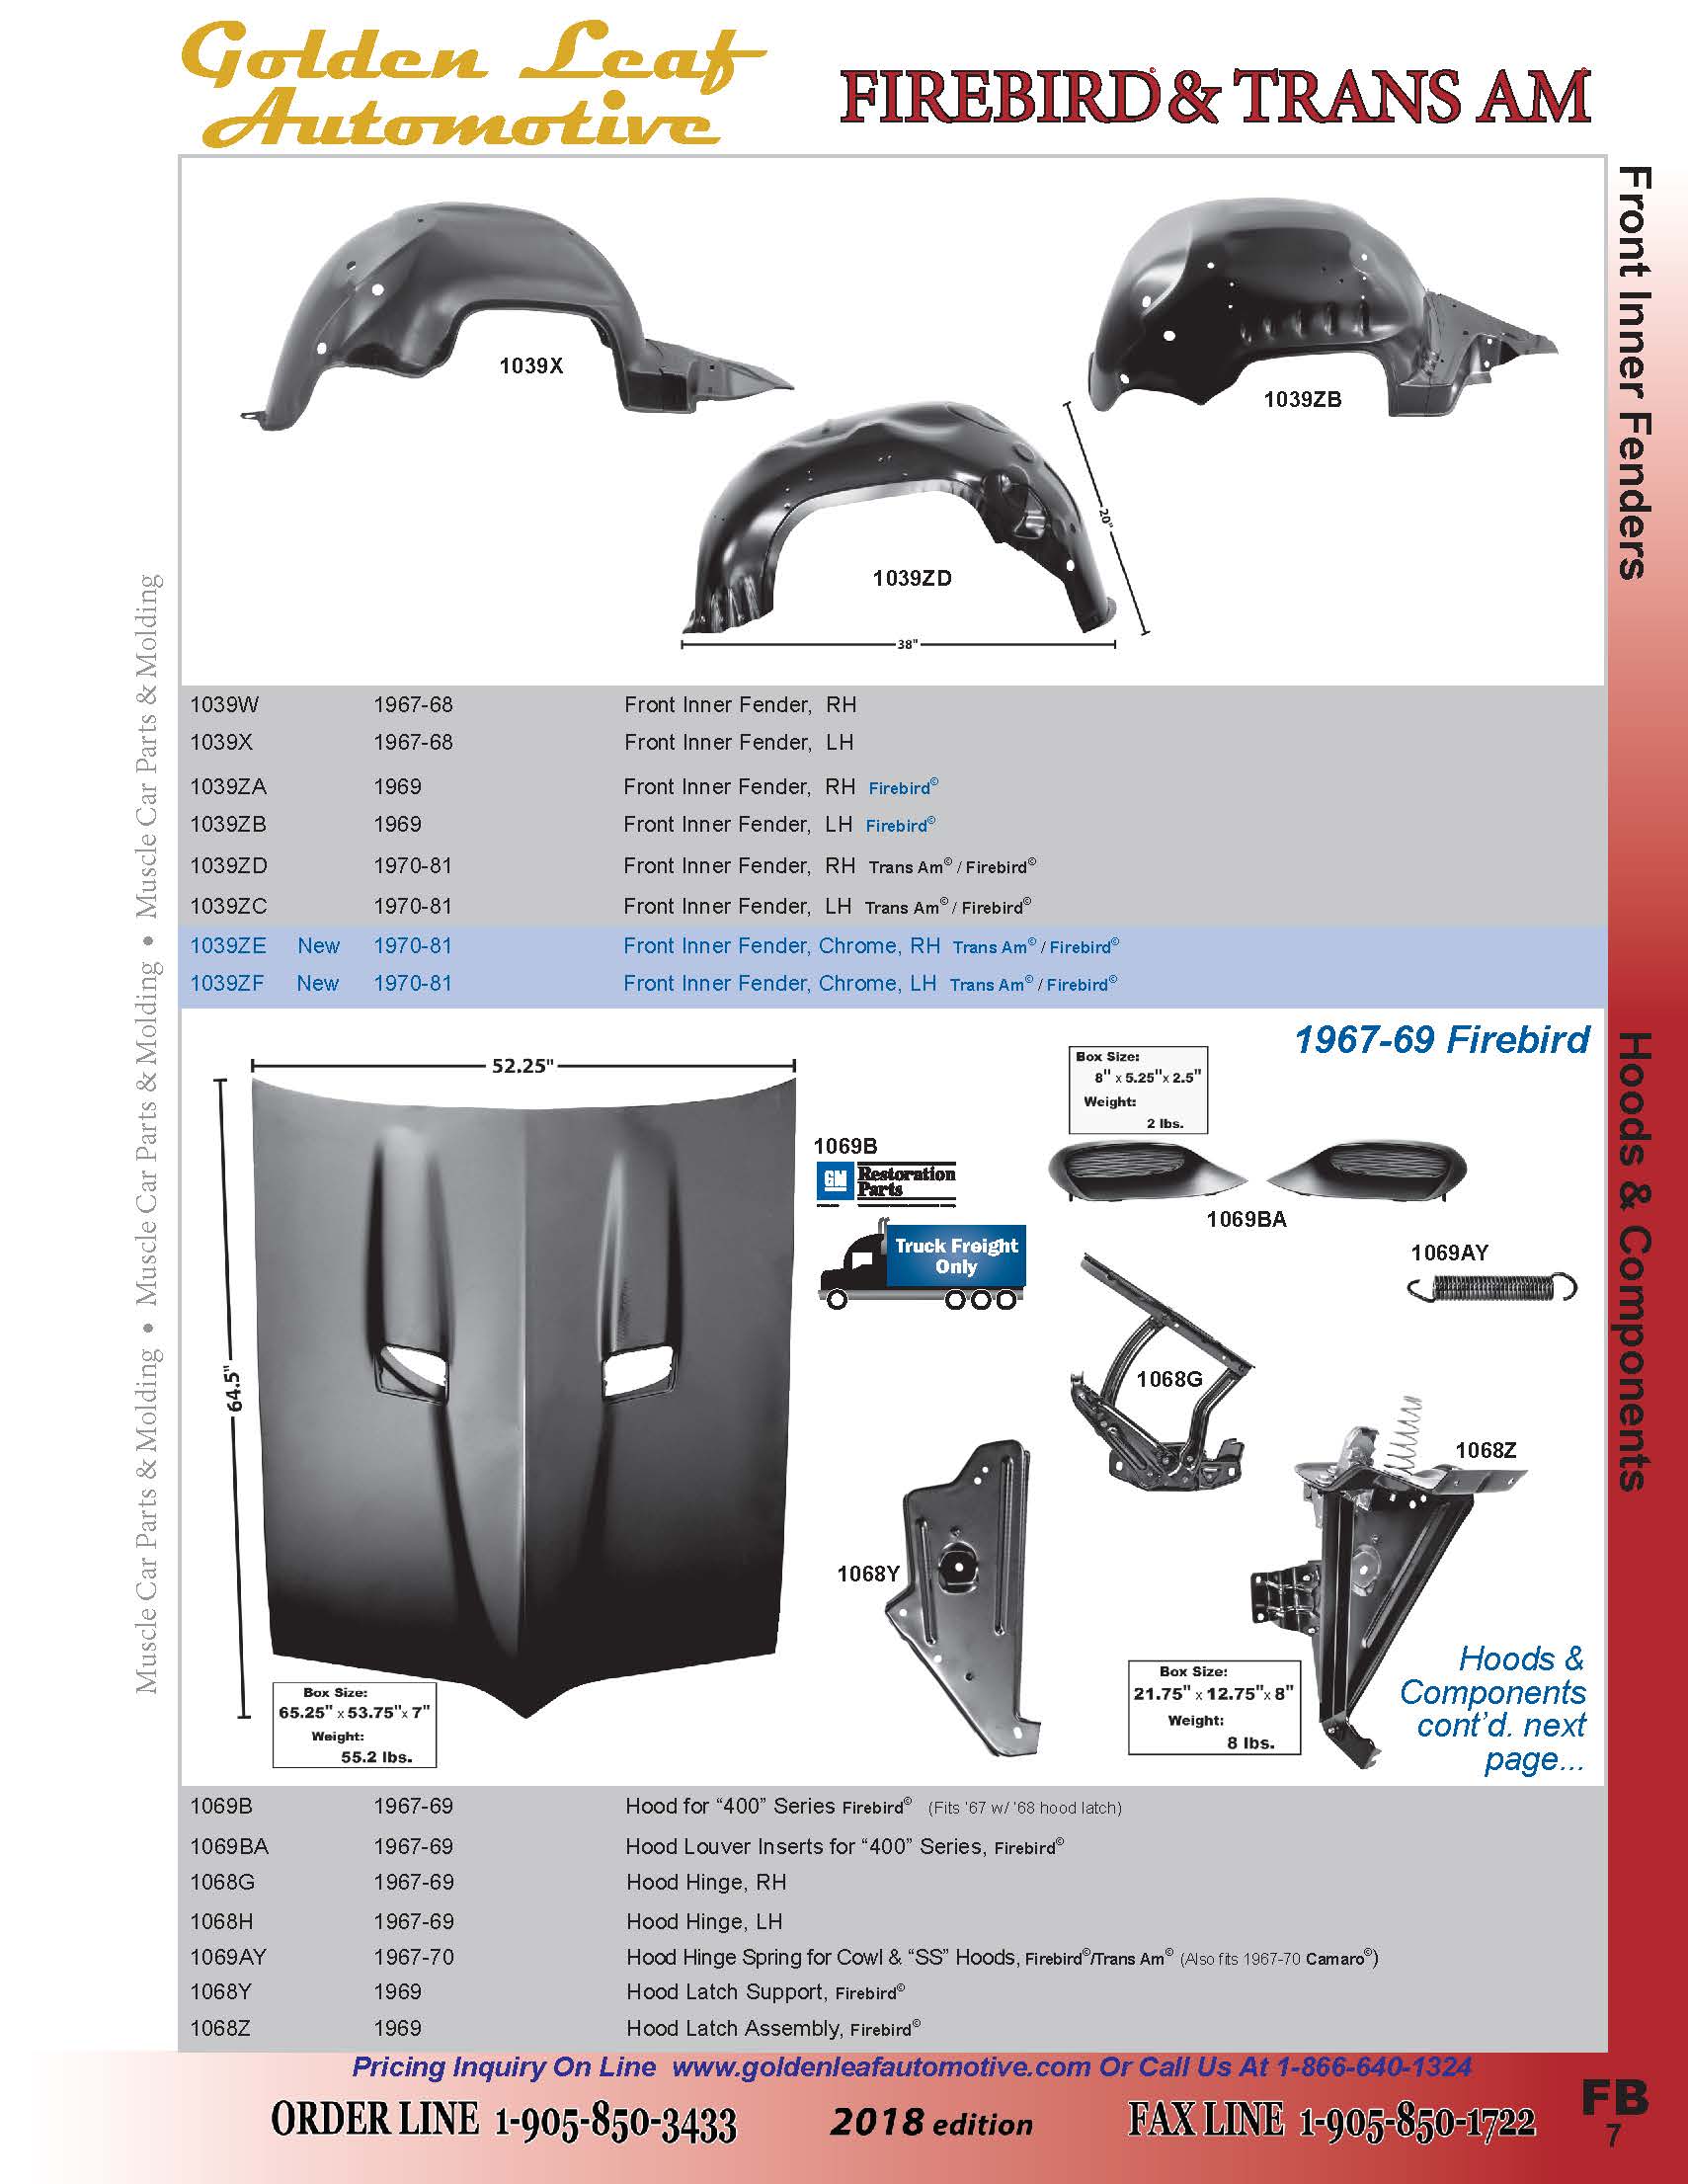 Golden Leaf
Automotive
FIREBIRD & TRANS AM
Front Inner Fenders
1039X
1039ZB
1039ZD
20"
38"
1039W 1967-68 Front Inner Fender, RH
1039X 1967-68 Front Inner Fender, LH
1039ZA 1969 Front Inner Fender, RH Firebird©
1039ZB 1969 Front Inner Fender, LH Firebird©
1039ZD 1970-81 Front Inner Fender, RH Trans Am© / Firebird©
1039ZC 1970-81 Front Inner Fender, LH Trans Am© / Firebird©
1039ZE New 1970-81 Front Inner Fender, Chrome, RH Trans Am© / Firebird©
1039ZF New 1970-81 Front Inner Fender, Chrome, LH Trans Am© / Firebird©
Muscle Car Parts & Molding • Muscle Car Parts & Molding • Muscle Car Parts & Molding
Hoods & Components
1967-69 Firebird
52.25"
64.5"
Box Size:
8" x 5.25" x 2.5"
Weight:
2 lbs.
1069B
GM Restoration
Parts
Truck Freight
Only
1069BA
1069AY
1068G
1068Z
1068Y
Box Size:
65.25" x 53.75" x 7"
Weight:
55.2 lbs.
Box Size:
21.75" x 12.75" x 8"
Weight:
8 lbs.
Hoods &
Components
cont'd. next
page...
1069B 1967-69 Hood for “400” Series Firebird© (Fits '67 w/ '68 hood latch)
1069BA 1967-69 Hood Louver Inserts for “400” Series, Firebird©
1068G 1967-69 Hood Hinge, RH
1068H 1967-69 Hood Hinge, LH
1069AY 1967-70 Hood Hinge Spring for Cowl & “SS” Hoods, Firebird©/Trans Am© (Also fits 1967-70 Camaro©)
1068Y 1969 Hood Latch Support, Firebird©
1068Z 1969 Hood Latch Assembly, Firebird©
Pricing Inquiry On Line www.goldenleafautomotive.com Or Call Us At 1-866-640-1324
ORDER LINE 1-905-850-3433 2018 edition FAX LINE 1-905-850-1722
FB
7